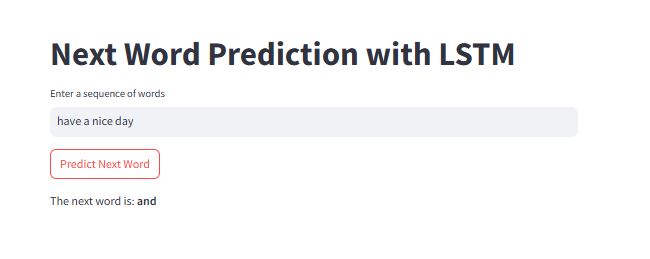 Next Word Prediction with LSTM
Enter a sequence of words
have a nice day
Predict Next Word
The next word is: and